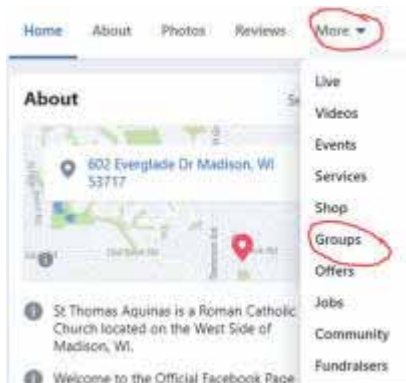 Home About Photos Reviews More
About
602 Everglade Dr Madison, WI
53717
St Thomas Aquinas is a Roman Catholic
Church located on the West Side of
Madison, WI.
Welcome to the Official Facebook Page
Live
Videos
Events
Services
Shop
Groups
Offers
Jobs
Community
Fundraisers